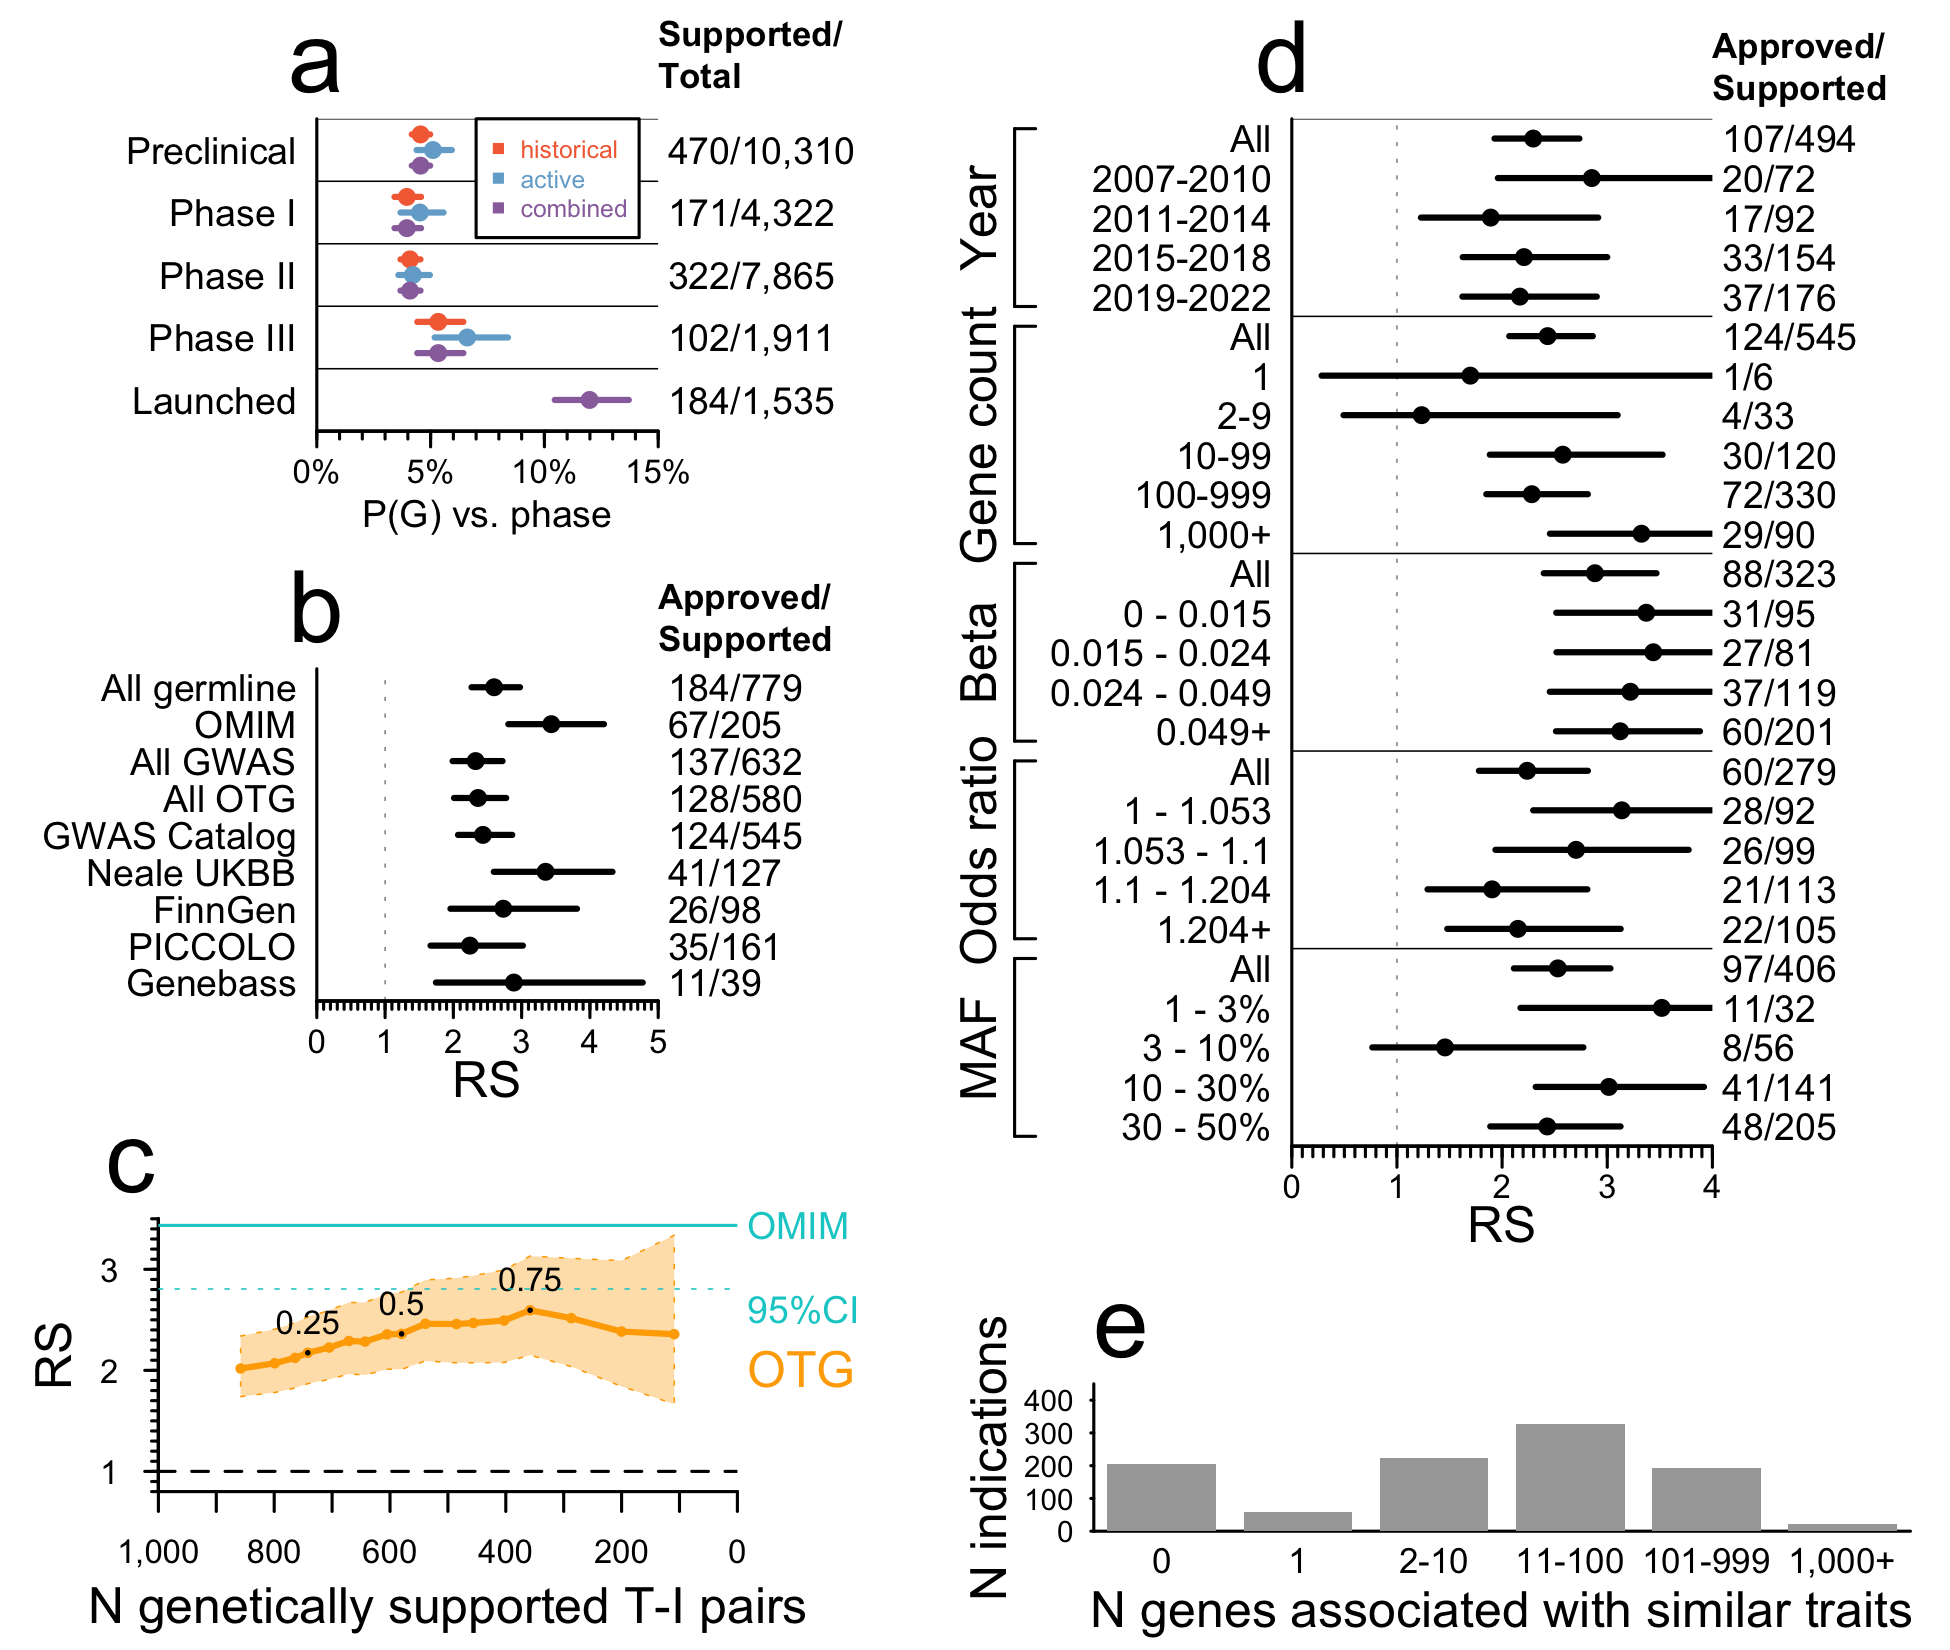 a
Supported/
Total
Preclinical 470/10,310
Phase I 171/4,322
Phase II 322/7,865
Phase III 102/1,911
Launched 184/1,535
historical
active
combined
0% 5% 10% 15%
P(G) vs. phase
b
Approved/
Supported
All germline 184/779
OMIM 67/205
All GWAS 137/632
All OTG 128/580
GWAS Catalog 124/545
Neale UKBB 41/127
FinnGen 26/98
PICCOLO 35/161
Genebass 11/39
0 1 2 3 4 5
RS
c
OMIM
95%CI
OTG
0.25
0.5
0.75
RS
3
2
1
1,000 800 600 400 200 0
N genetically supported T-I pairs
d
Approved/
Supported
Year
All 107/494
2007-2010 20/72
2011-2014 17/92
2015-2018 33/154
2019-2022 37/176
Gene count
All 124/545
1 1/6
2-9 4/33
10-99 30/120
100-999 72/330
1,000+ 29/90
Beta
All 88/323
0 - 0.015 31/95
0.015 - 0.024 27/81
0.024 - 0.049 37/119
0.049+ 60/201
Odds ratio
All 60/279
1 - 1.053 28/92
1.053 - 1.1 26/99
1.1 - 1.204 21/113
1.204+ 22/105
MAF
All 97/406
1 - 3% 11/32
3 - 10% 8/56
10 - 30% 41/141
30 - 50% 48/205
0 1 2 3 4
RS
e
N indications
400
300
200
100
0
0 1 2-10 11-100 101-999 1,000+
N genes associated with similar traits